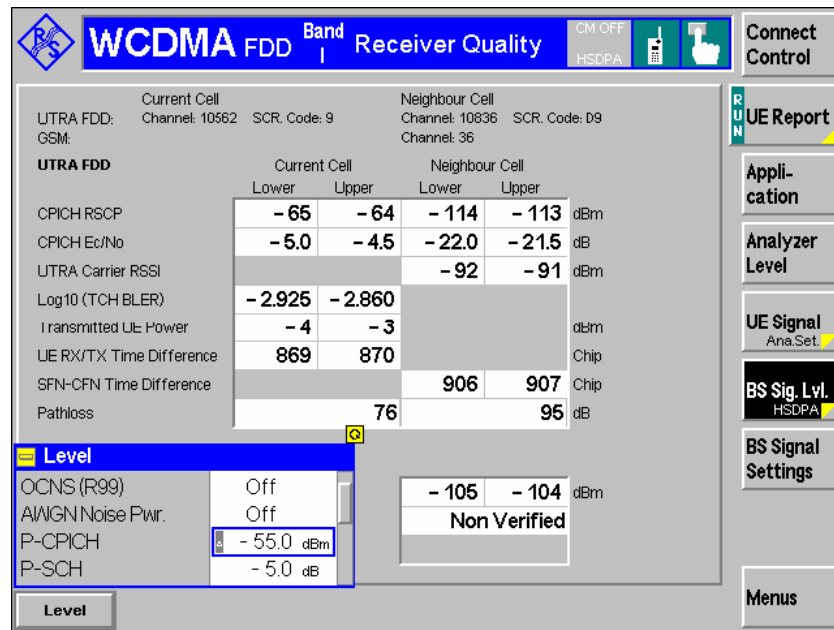 R S
WCDMA FDD Band I Receiver Quality
CM OFF
HSDPA
Connect
Control
Current Cell Neighbour Cell
UTRA FDD: Channel: 10562 SCR. Code: 9 Channel: 10836 SCR. Code: D9
GSM: Channel: 36
RUN
UE Report
UTRA FDD Current Cell Neighbour Cell
Lower Upper Lower Upper
CPICH RSCP – 65 – 64 – 114 – 113 dBm
CPICH Ec/No – 5.0 – 4.5 – 22.0 – 21.5 dB
UTRA Carrier RSSI – 92 – 91 dBm
Log10 (TCH BLER) – 2.925 – 2.860
Transmitted UE Power – 4 – 3 dBm
UE RX/TX Time Difference 869 870 Chip
SFN-CFN Time Difference 906 907 Chip
Pathloss 76 95 dB
– 105 – 104 dBm
Non Verified
Level
OCNS (R99) Off
AWGN Noise Pwr. Off
P-CPICH – 55.0 dBm
P-SCH – 5.0 dB
Level
Appli-
cation
Analyzer
Level
UE Signal
Ana.Set.
BS Sig. Lvl.
HSDPA
BS Signal
Settings
Menus